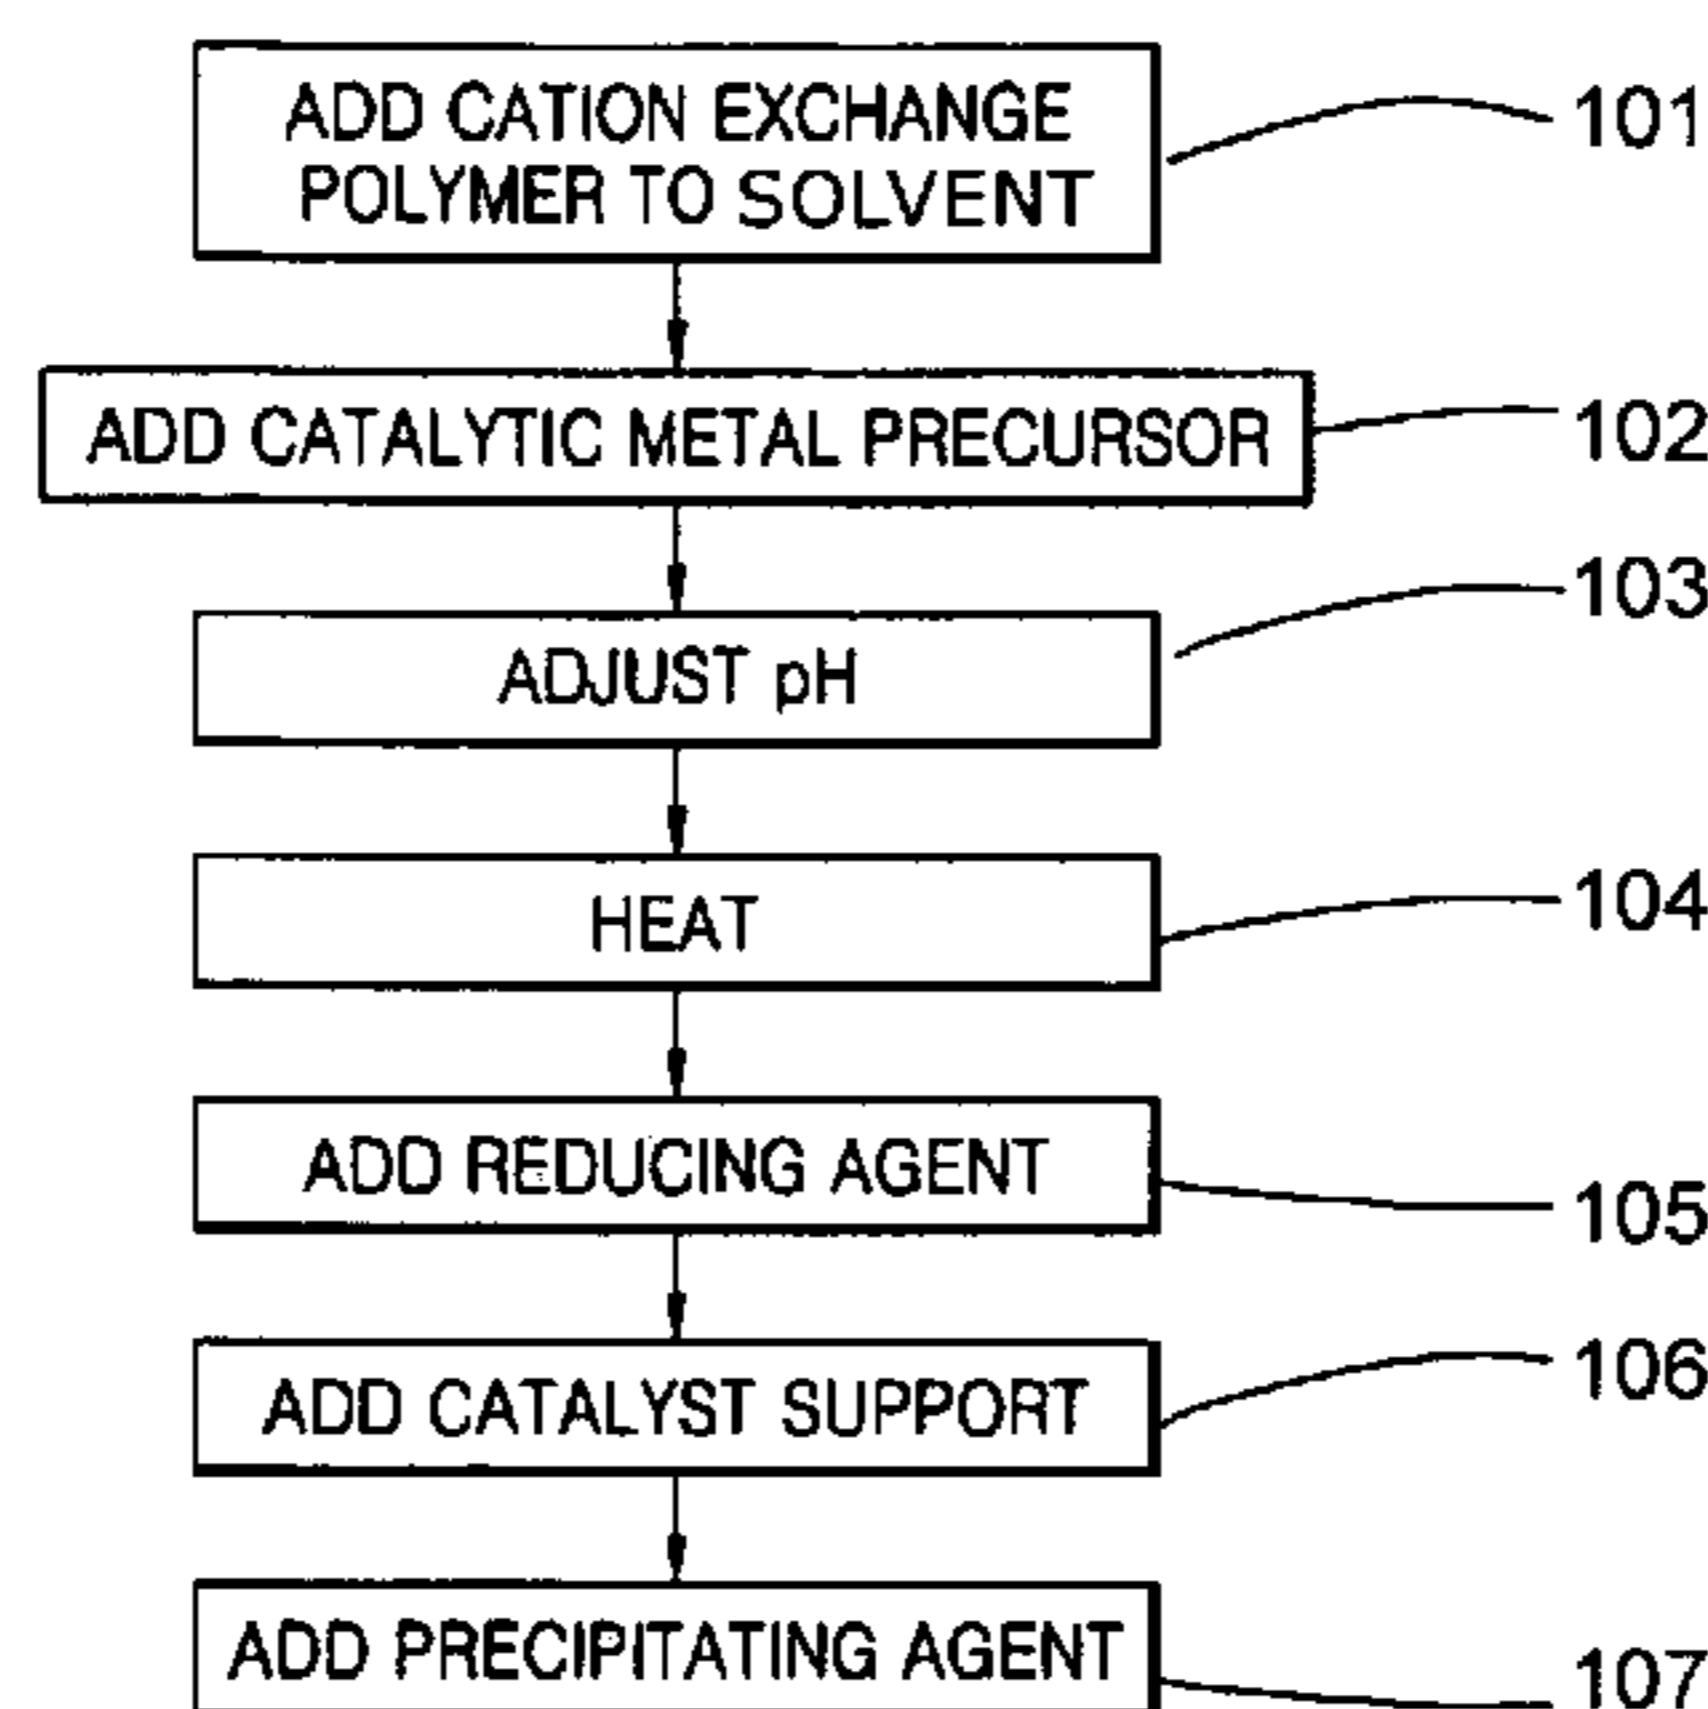 ADD CATION EXCHANGE
POLYMER TO SOLVENT
101
ADD CATALYTIC METAL PRECURSOR
102
ADJUST pH
103
HEAT
104
ADD REDUCING AGENT
105
ADD CATALYST SUPPORT
106
ADD PRECIPITATING AGENT
107